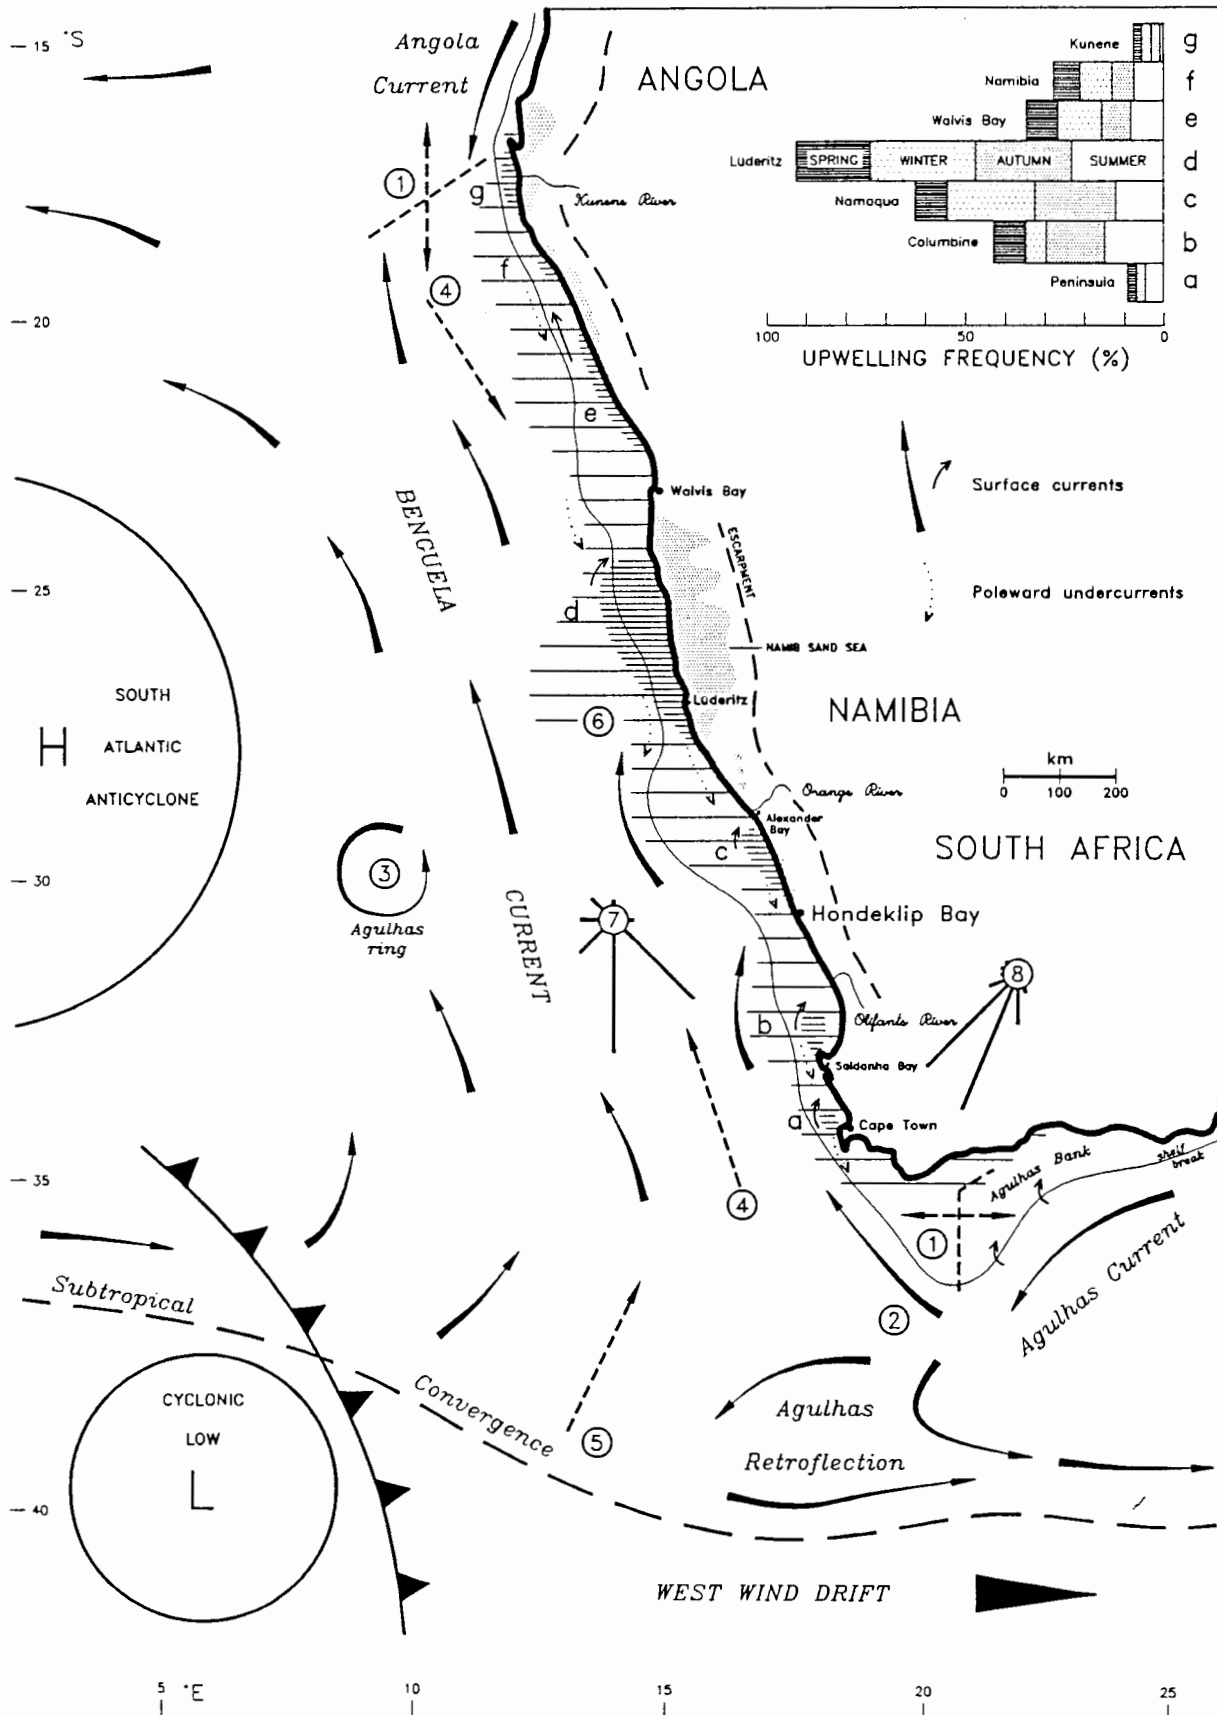 — 15 °S
Angola
Current
ANGOLA
Kunene g
Namibia f
Walvis Bay e
Lüderitz SPRING WINTER AUTUMN SUMMER d
Namaqua c
Columbine b
Peninsula a
100 50 0
UPWELLING FREQUENCY (%)
1
g
Kunene River
f
4
— 20
e
Walvis Bay
Surface currents
BENGUELA
ESCARPMENT
— 25
d
Poleward undercurrents
NAMIB SAND SEA
SOUTH
H ATLANTIC
ANTICYCLONE
Lüderitz
NAMIBIA
6
km
0 100 200
Orange River
Alexander
Bay
SOUTH AFRICA
c
— 30
3
Agulhas
ring
CURRENT
7
Hondeklip Bay
8
b
Olifants River
Saldanha Bay
a
Cape Town
shelf
break
Agulhas Bank
— 35
4
1
Agulhas Current
Subtropical
2
CYCLONIC
LOW
L
Convergence
5
Agulhas
Retroflection
— 40
WEST WIND DRIFT
5 °E 10 15 20 25